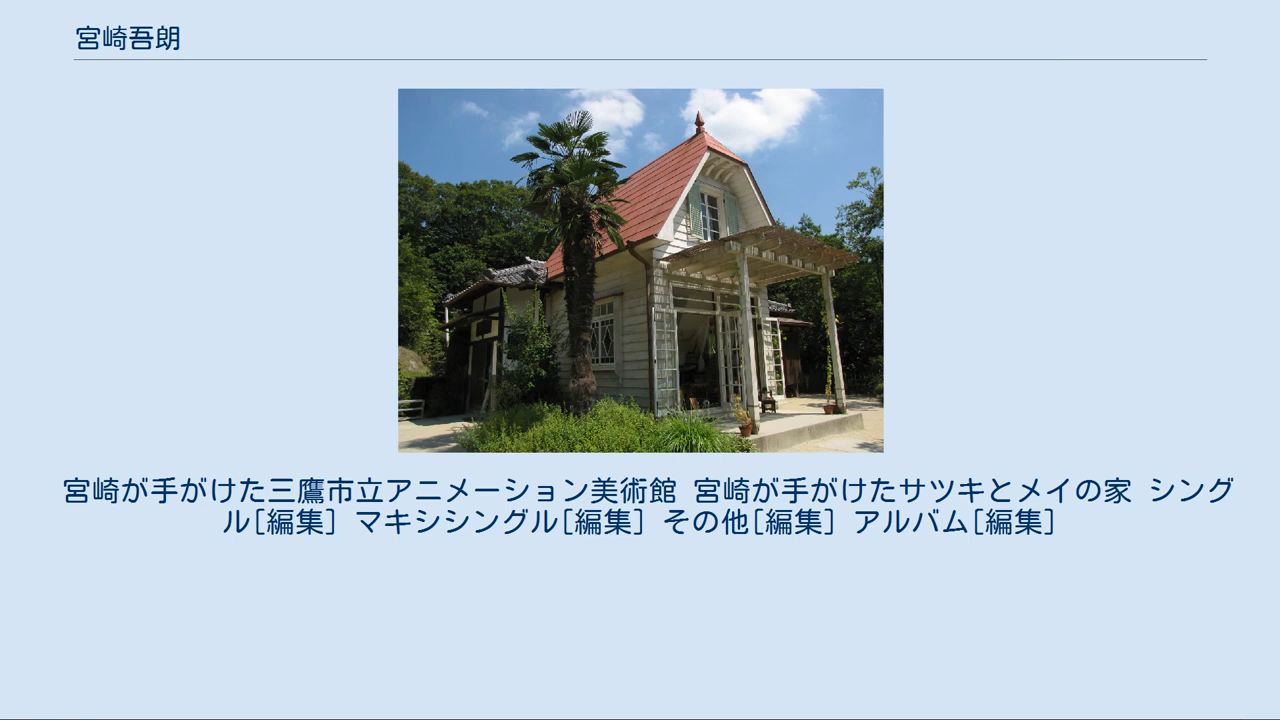 宮崎吾朗
宮崎が手がけた三鷹市立アニメーション美術館 宮崎が手がけたサツキとメイの家 シング
ル[編集] マキシシングル[編集] その他[編集] アルバム[編集]